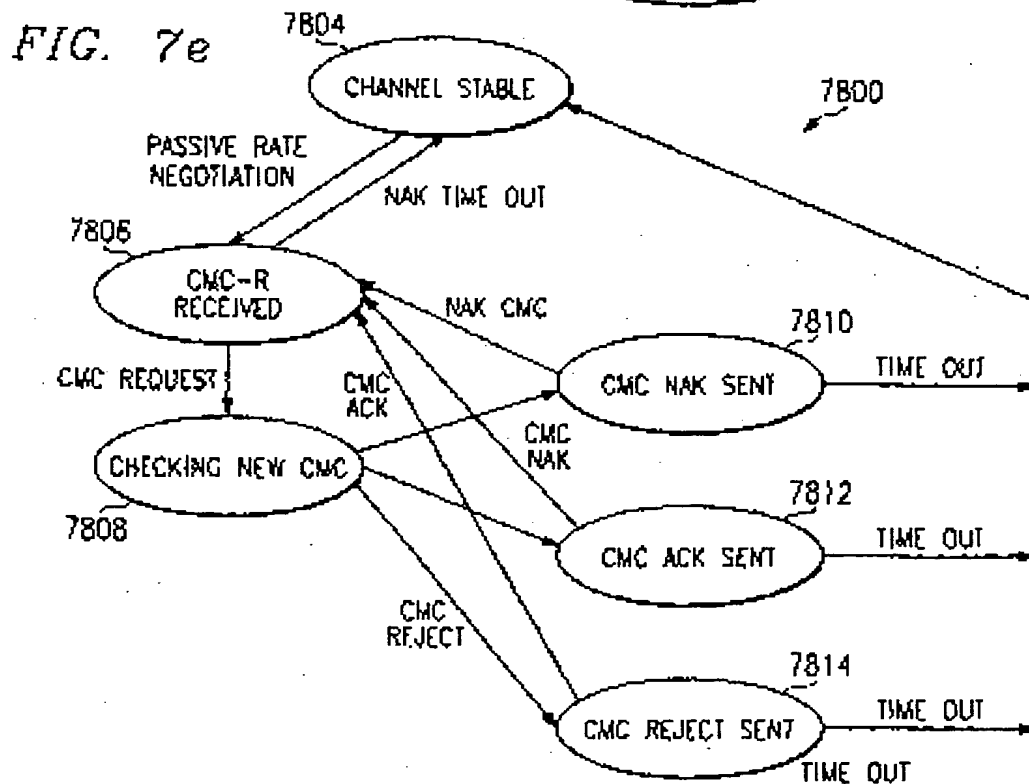 FIG. 7e
7804
CHANNEL STABLE
7800
PASSIVE RATE
NEGOTIATION
NAK TIME OUT
7806
CMC-R
RECEIVED
NAK CMC
7810
CMC REQUEST
CMC
ACK
CMC NAK SENT
TIME OUT
CMC
NAK
CHECKING NEW CMC
7808
7812
CMC ACK SENT
TIME OUT
CMC
REJECT
7814
CMC REJECT SENT
TIME OUT
TIME OUT